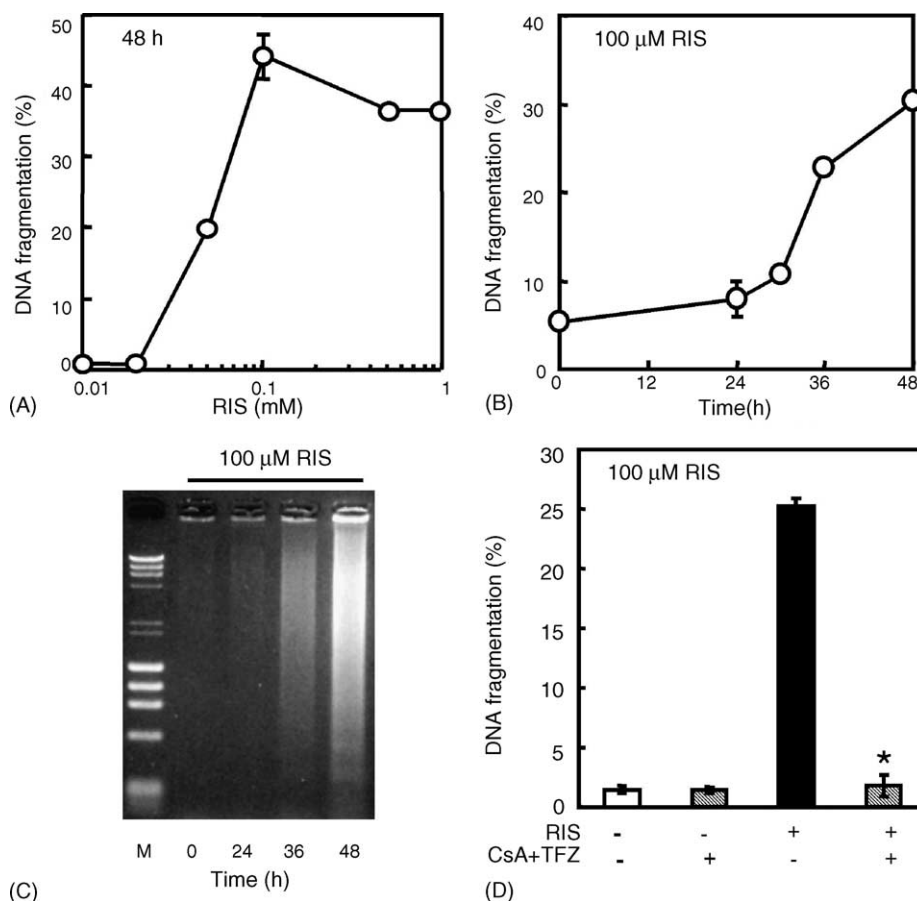 50
48 h
40
30
20
10
0
DNA fragmentation (%)
0.01
0.1
1
RIS (mM)
(A)
40
100 µM RIS
30
20
10
0
DNA fragmentation (%)
0
12
24
36
48
Time(h)
(B)
100 µM RIS
M
0
24
36
48
Time (h)
(C)
30
100 µM RIS
25
20
15
10
5
0
DNA fragmentation (%)
*
RIS - - + +
CsA+TFZ - + - +
(D)